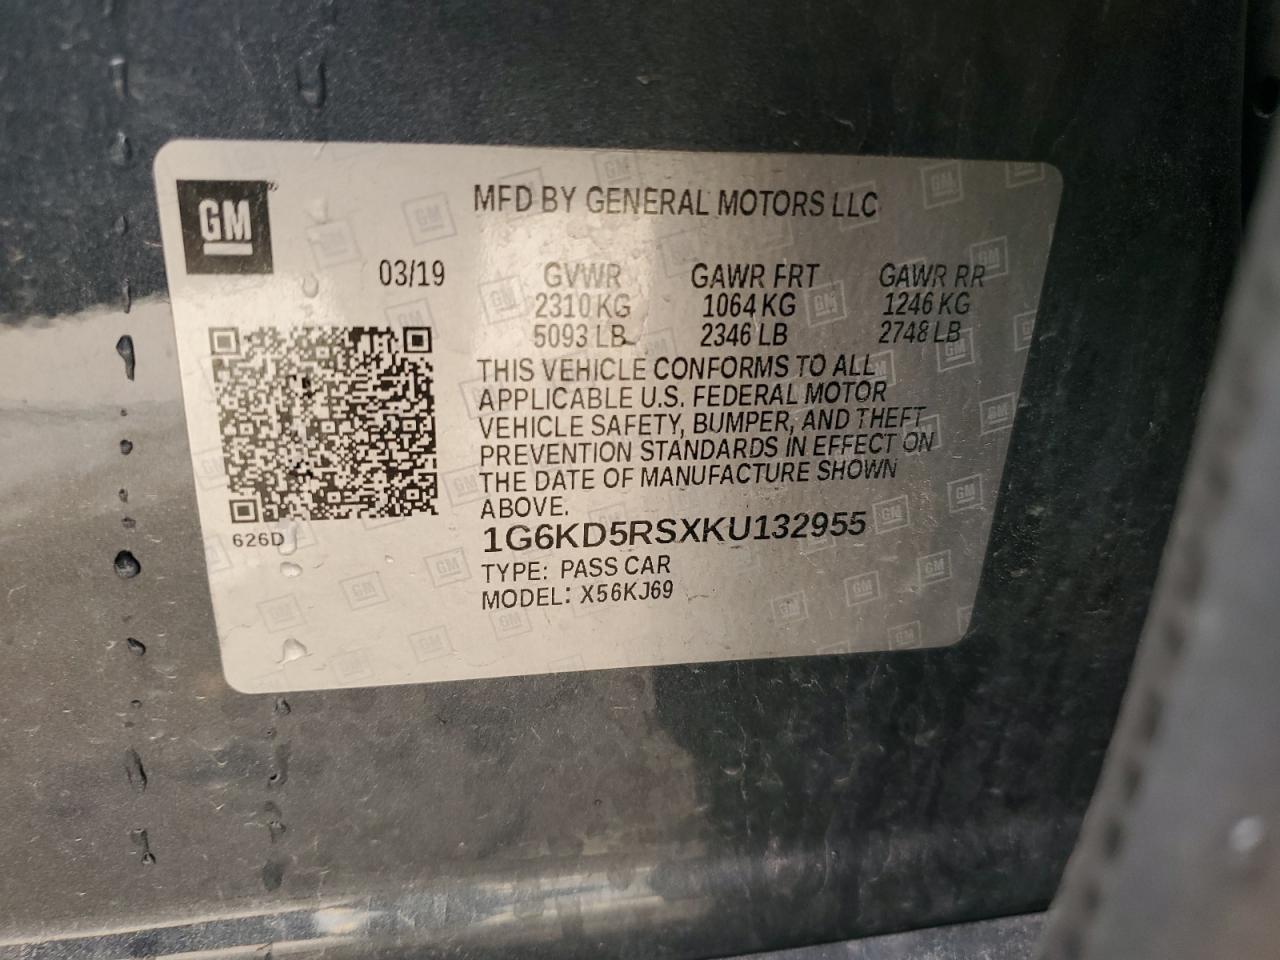 GM
MFD BY GENERAL MOTORS LLC
03/19
GVWR GAWR FRT GAWR RR
2310 KG 1064 KG 1246 KG
5093 LB 2346 LB 2748 LB
THIS VEHICLE CONFORMS TO ALL
APPLICABLE U.S. FEDERAL MOTOR
VEHICLE SAFETY, BUMPER, AND THEFT
PREVENTION STANDARDS IN EFFECT ON
THE DATE OF MANUFACTURE SHOWN
ABOVE.
626D
1G6KD5RSXKU132955
TYPE: PASS CAR
MODEL: X56KJ69